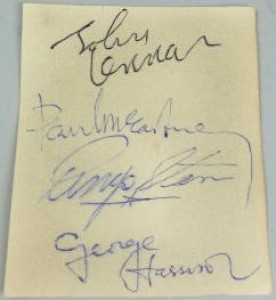 John
Lennon
Paul McCartney
Ringo Starr
George
Harrison